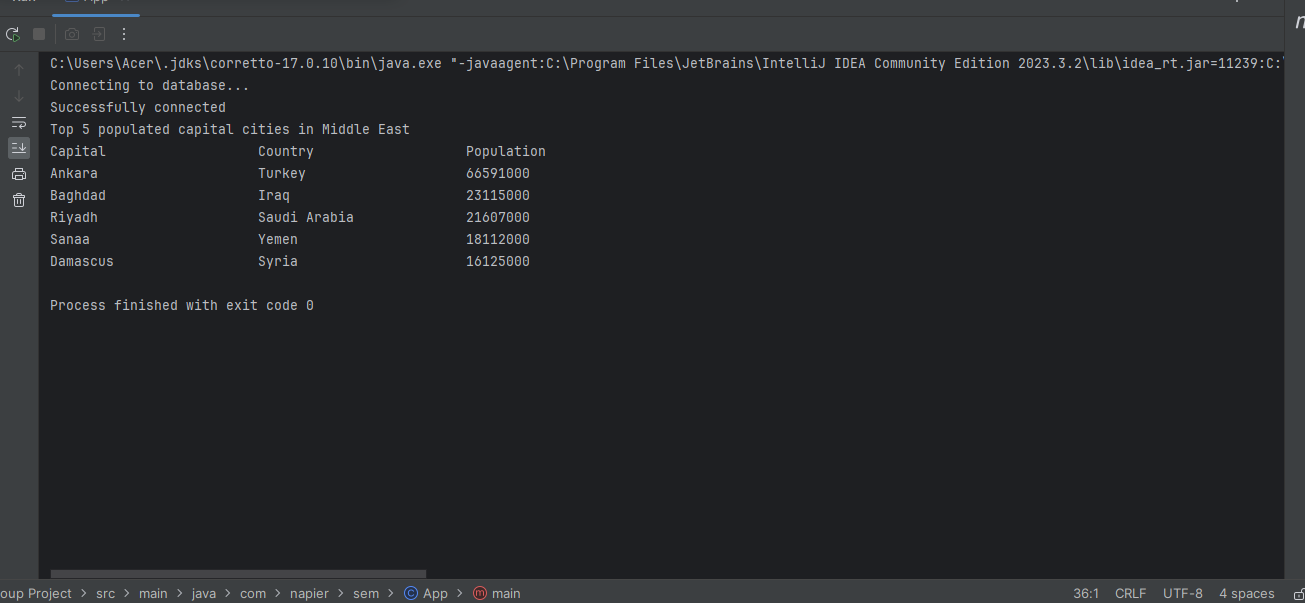 C:\Users\Acer\.jdks\corretto-17.0.10\bin\java.exe "-javaagent:C:\Program Files\JetBrains\IntelliJ IDEA Community Edition 2023.3.2\lib\idea_rt.jar=11239:C:\
Connecting to database...
Successfully connected
Top 5 populated capital cities in Middle East
Capital Country Population
Ankara Turkey 66591000
Baghdad Iraq 23115000
Riyadh Saudi Arabia 21607000
Sanaa Yemen 18112000
Damascus Syria 16125000
Process finished with exit code 0
oup Project > src > main > java > com > napier > sem > App > main 36:1 CRLF UTF-8 4 spaces